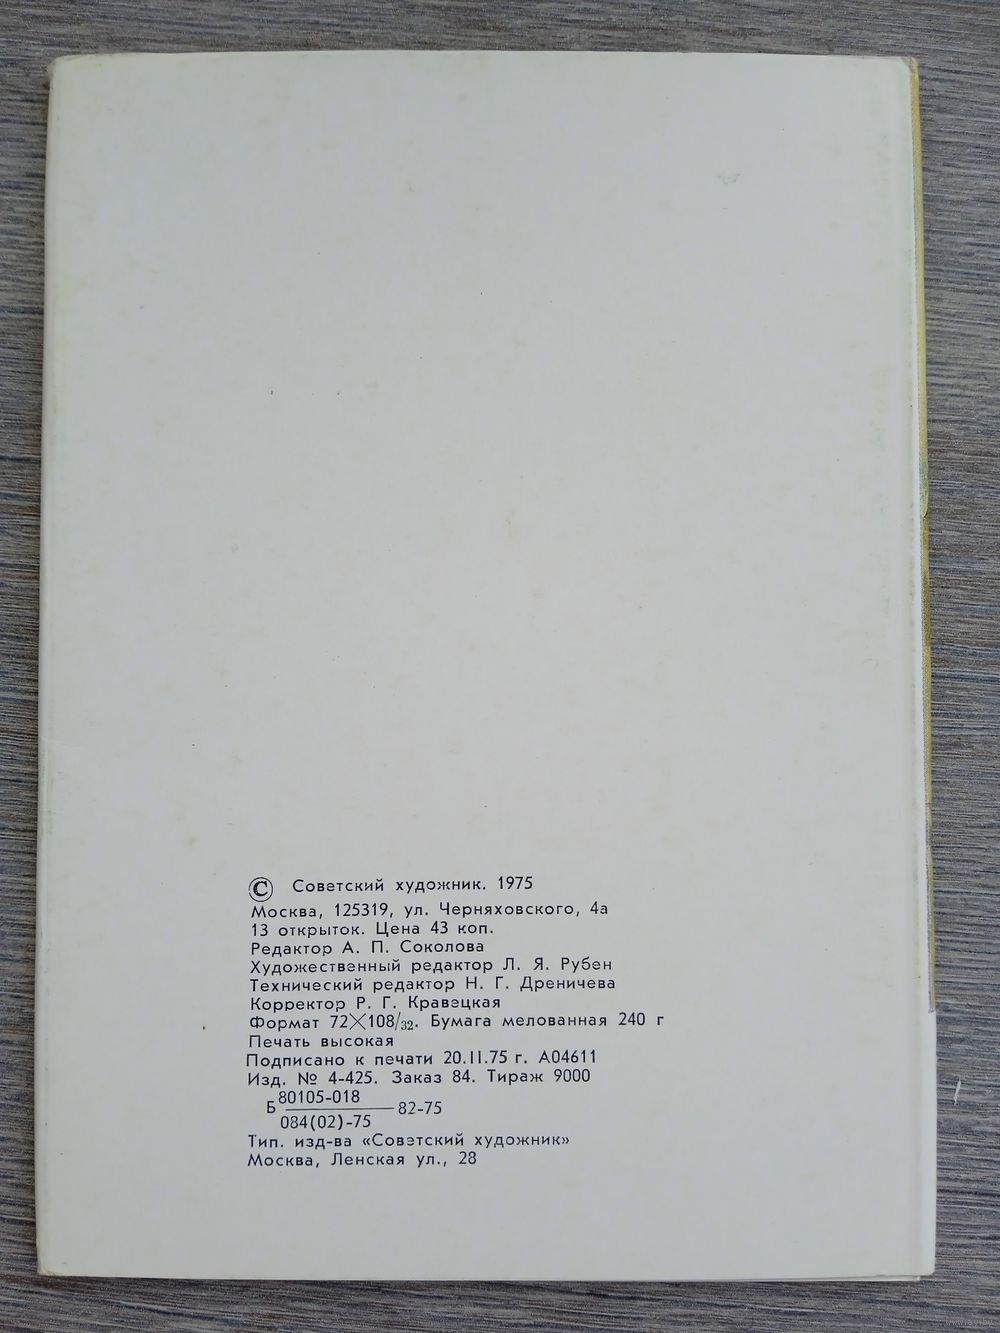 © Советский художник. 1975
Москва, 125319, ул. Черняховского, 4а
13 открыток. Цена 43 коп.
Редактор А. П. Соколова
Художественный редактор Л. Я. Рубен
Технический редактор Н. Г. Дреничева
Корректор Р. Г. Кравецкая
Формат 72×108/32. Бумага мелованная 240 г
Печать высокая
Подписано к печати 20.II.75 г. А04611
Изд. № 4-425. Заказ 84. Тираж 9000
80105-018
Б 82-75
084(02)-75
Тип. изд-ва «Советский художник»
Москва, Ленская ул., 28